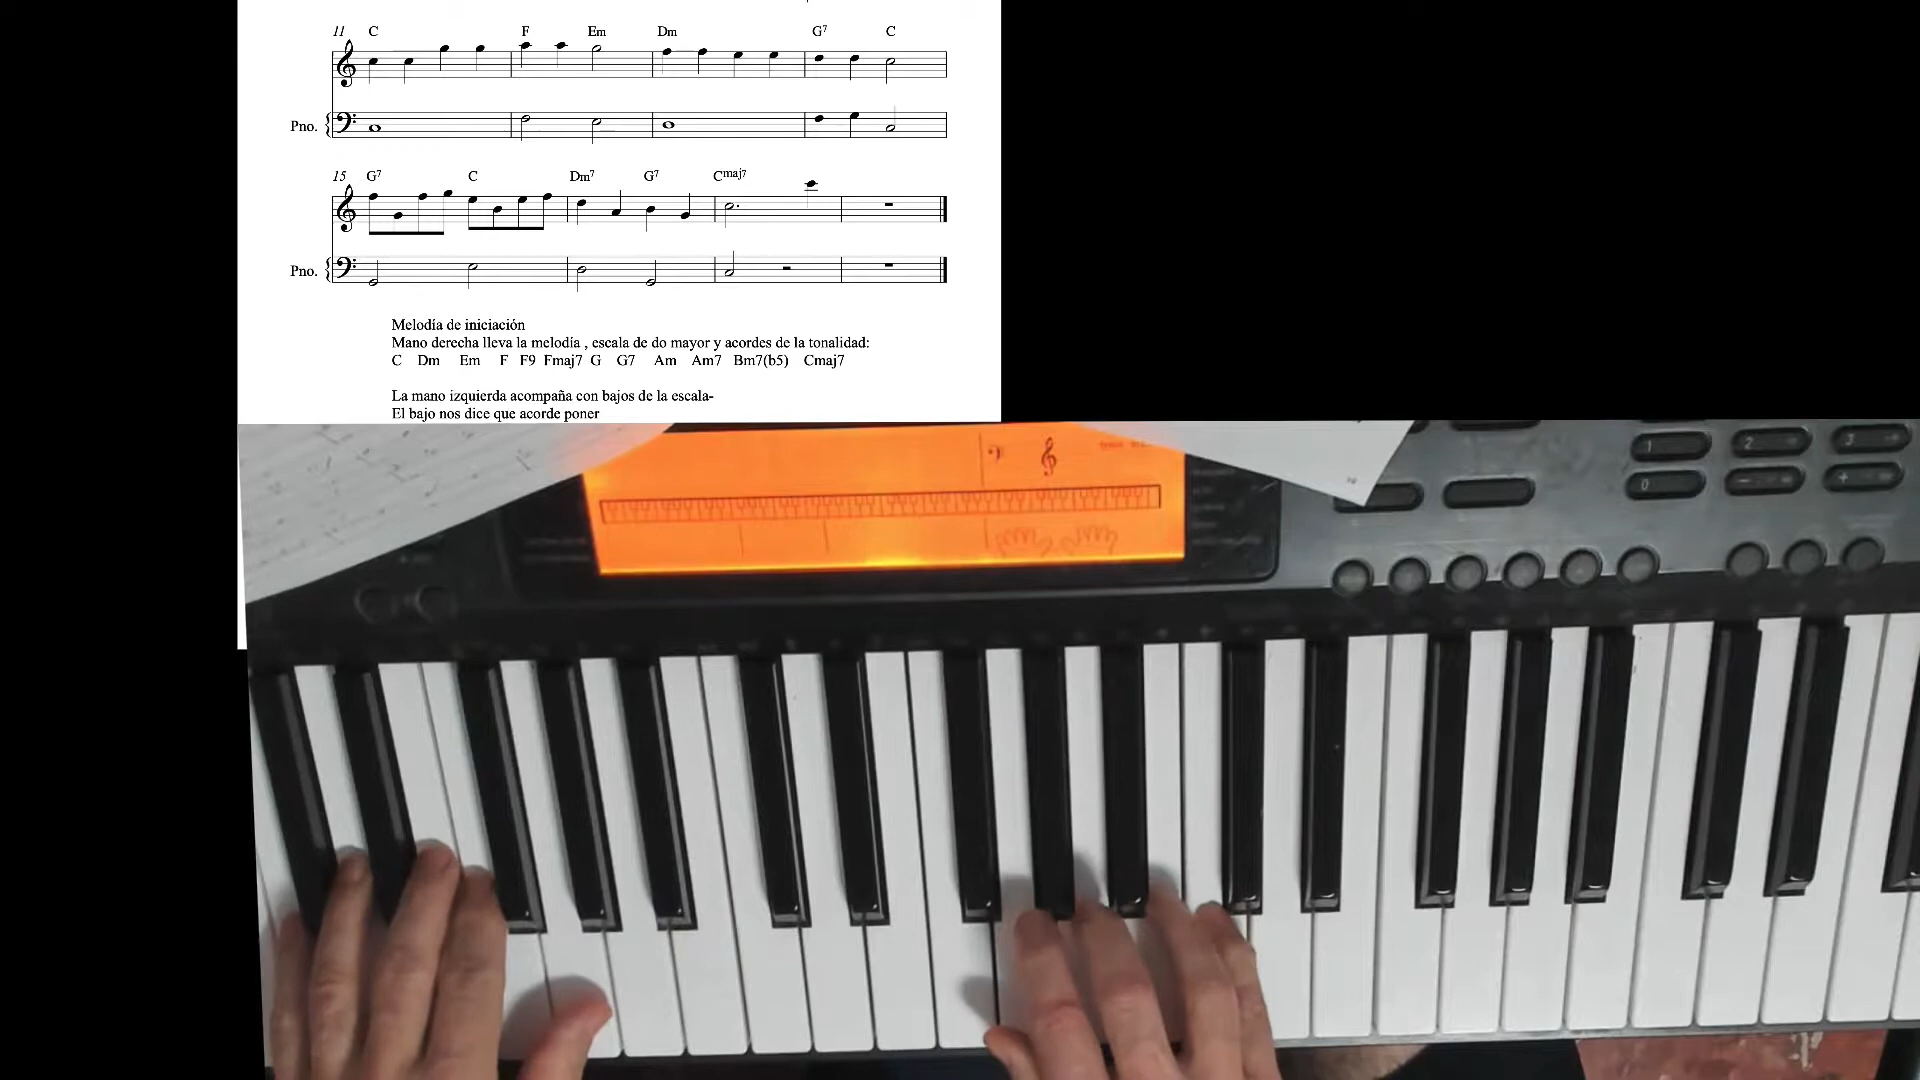 11 C F Em Dm G7 C
Pno.
15 G7 C Dm7 G7 Cmaj7
Pno.
Melodía de iniciación
Mano derecha lleva la melodía , escala de do mayor y acordes de la tonalidad:
C Dm Em F F9 Fmaj7 G G7 Am Am7 Bm7(b5) Cmaj7
La mano izquierda acompaña con bajos de la escala-
El bajo nos dice que acorde poner
1 2 3
0 - +